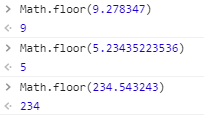 > Math.floor(9.278347)
<· 9
> Math.floor(5.23435223536)
<· 5
> Math.floor(234.543243)
<· 234